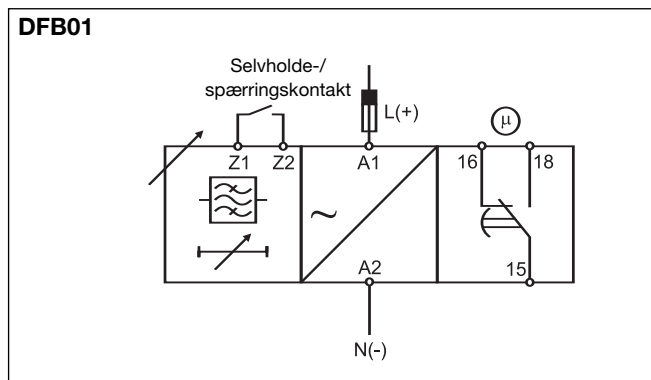 DFB01
Selvholde-/
spærringskontakt
L(+)
μ
Z1 Z2 A1 16 18
~
A2 15
N(-)